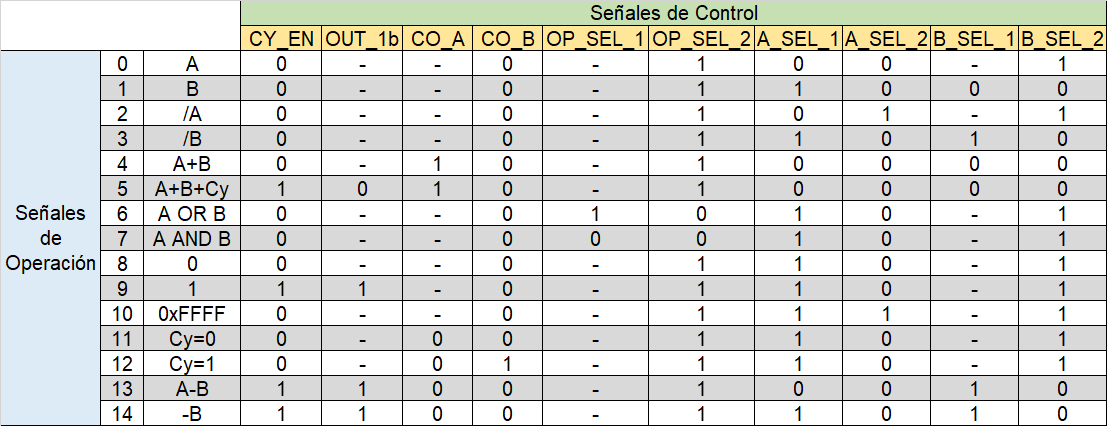 Señales de Control
CY_EN OUT_1b CO_A CO_B OP_SEL_1 OP_SEL_2 A_SEL_1 A_SEL_2 B_SEL_1 B_SEL_2
Señales de Operación
0 A 0 - - 0 - 1 0 0 - 1
1 B 0 - - 0 - 1 1 0 0 0
2 /A 0 - - 0 - 1 0 1 - 1
3 /B 0 - - 0 - 1 1 0 1 0
4 A+B 0 - 1 0 - 1 0 0 0 0
5 A+B+Cy 1 0 1 0 - 1 0 0 0 0
6 A OR B 0 - - 0 1 0 1 0 - 1
7 A AND B 0 - - 0 0 0 1 0 - 1
8 0 0 - - 0 - 1 1 0 - 1
9 1 1 1 - 0 - 1 1 0 - 1
10 0xFFFF 0 - - 0 - 1 1 1 - 1
11 Cy=0 0 - 0 0 - 1 1 0 - 1
12 Cy=1 0 - 0 1 - 1 1 0 - 1
13 A-B 1 1 0 0 - 1 0 0 1 0
14 -B 1 1 0 0 - 1 1 0 1 0